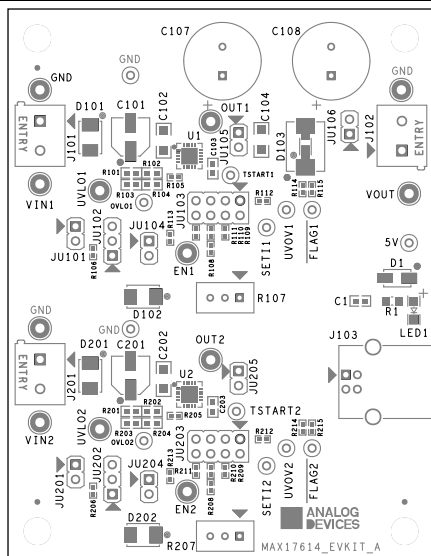 C107
C108
GND
GND
GND
D101
C101
C102
OUT1
C104
JU106
D103
J102
ENTRY
ENTRY
J101
U1
JU105
C103
TSTART1
R101
R102
R105
UVLO1
R103
R104
OVLO1
VIN1
R112
R114
R115
VOUT
JU102
JU103
JU104
R113
R111
R110
R109
R108
JU101
R106
EN1
SETI1
UVOV1
FLAG1
5V
D1
D102
R107
C1
R1
LED1
GND
GND
D201
C201
C202
OUT2
J103
ENTRY
J201
U2
JU205
C203
TSTART2
R201
R202
R205
UVLO2
R203
R204
OVLO2
VIN2
R212
R214
R215
JU202
JU203
JU204
R213
R211
R210
R209
R208
JU201
R206
EN2
SETI2
UVOV2
FLAG2
D202
R207
ANALOG
DEVICES
MAX17614_EVKIT_A